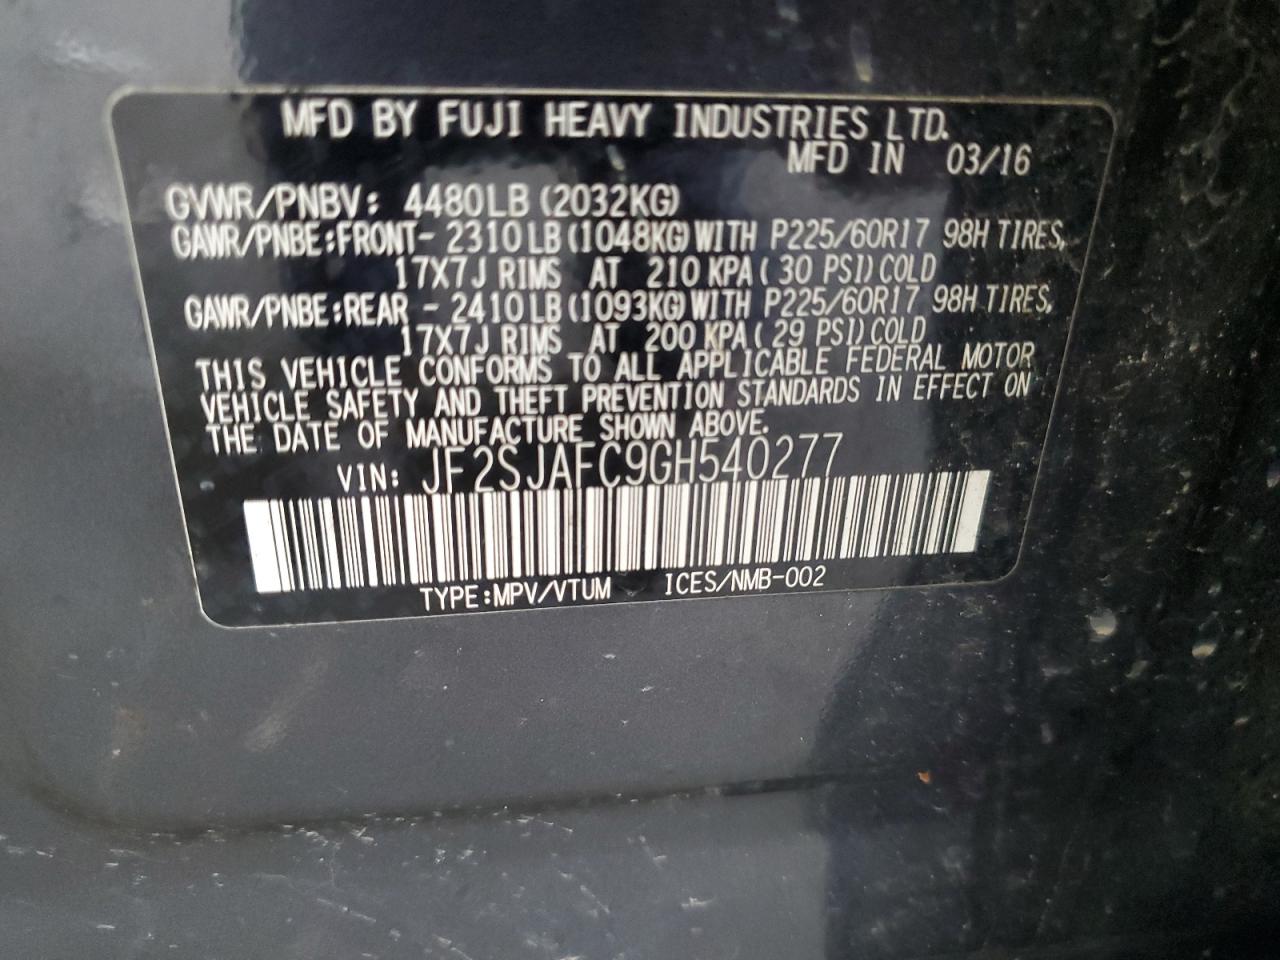 MFD BY FUJI HEAVY INDUSTRIES LTD.
MFD IN 03/16
GVWR/PNBV: 4480LB (2032KG)
GAWR/PNBE:FRONT- 2310LB(1048KG)WITH P225/60R17 98H TIRES,
17X7J RIMS AT 210 KPA(30 PSI)COLD
GAWR/PNBE:REAR - 2410LB(1093KG)WITH P225/60R17 98H TIRES,
17X7J RIMS AT 200 KPA(29 PSI)COLD
THIS VEHICLE CONFORMS TO ALL APPLICABLE FEDERAL MOTOR
VEHICLE SAFETY AND THEFT PREVENTION STANDARDS IN EFFECT ON
THE DATE OF MANUFACTURE SHOWN ABOVE.
VIN: JF2SJAFC9GH540277
TYPE:MPV/VTUM ICES/NMB-002